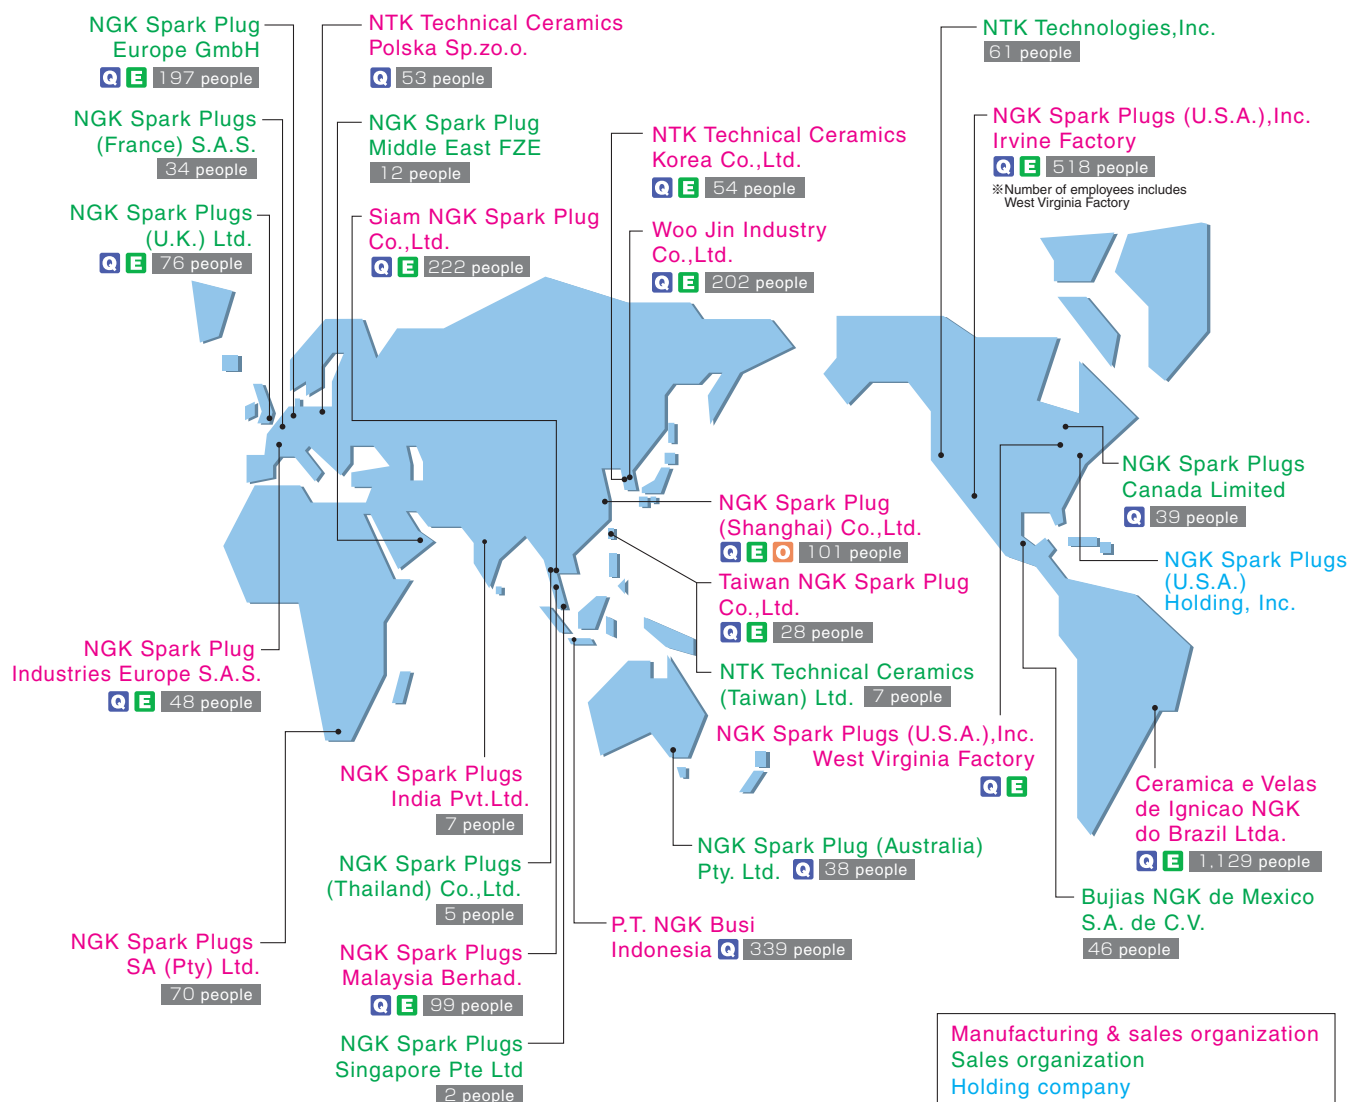 NGK Spark Plug
Europe GmbH
Q E 197 people
NTK Technical Ceramics
Polska Sp.zo.o.
Q 53 people
NTK Technologies,Inc.
61 people
NGK Spark Plugs
(France) S.A.S.
34 people
NGK Spark Plug
Middle East FZE
12 people
NTK Technical Ceramics
Korea Co.,Ltd.
Q E 54 people
NGK Spark Plugs (U.S.A.),Inc.
Irvine Factory
Q E 518 people
※Number of employees includes
West Virginia Factory
NGK Spark Plugs
(U.K.) Ltd.
Q E 76 people
Siam NGK Spark Plug
Co.,Ltd.
Q E 222 people
Woo Jin Industry
Co.,Ltd.
Q E 202 people
NGK Spark Plugs
Canada Limited
Q 39 people
NGK Spark Plug
(Shanghai) Co.,Ltd.
Q E O 101 people
NGK Spark Plugs
(U.S.A.)
Holding, Inc.
Taiwan NGK Spark Plug
Co.,Ltd.
Q E 28 people
NGK Spark Plug
Industries Europe S.A.S.
Q E 48 people
NTK Technical Ceramics
(Taiwan) Ltd. 7 people
NGK Spark Plugs (U.S.A.),Inc.
West Virginia Factory
Q E
NGK Spark Plugs
India Pvt.Ltd.
7 people
Ceramica e Velas
de Ignicao NGK
do Brazil Ltda.
Q E 1,129 people
NGK Spark Plug (Australia)
Pty. Ltd. Q 38 people
NGK Spark Plugs
(Thailand) Co.,Ltd.
5 people
Bujias NGK de Mexico
S.A. de C.V.
46 people
P.T. NGK Busi
Indonesia Q 339 people
NGK Spark Plugs
SA (Pty) Ltd.
70 people
NGK Spark Plugs
Malaysia Berhad.
Q E 99 people
NGK Spark Plugs
Singapore Pte Ltd
2 people
Manufacturing & sales organization
Sales organization
Holding company